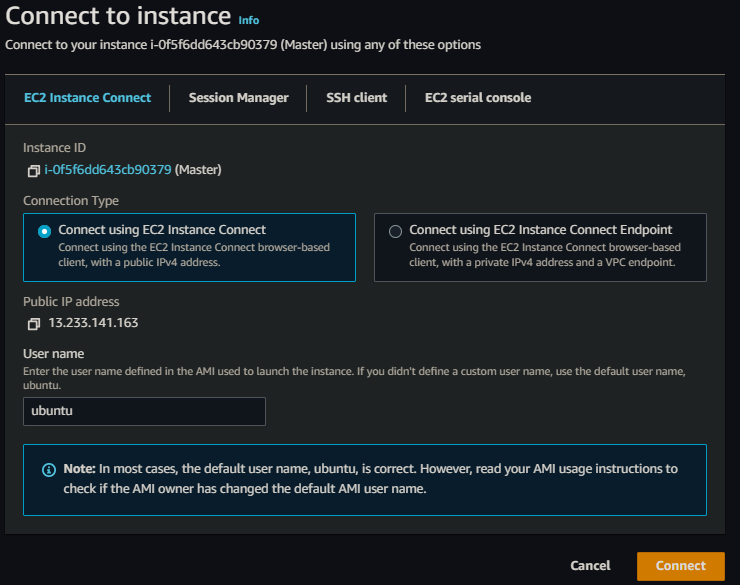 Connect to instance Info
Connect to your instance i-0f5f6dd643cb90379 (Master) using any of these options
EC2 Instance Connect
Session Manager
SSH client
EC2 serial console
Instance ID
i-0f5f6dd643cb90379 (Master)
Connection Type
Connect using EC2 Instance Connect
Connect using the EC2 Instance Connect browser-based
client, with a public IPv4 address.
Connect using EC2 Instance Connect Endpoint
Connect using the EC2 Instance Connect browser-based
client, with a private IPv4 address and a VPC endpoint.
Public IP address
13.233.141.163
User name
Enter the user name defined in the AMI used to launch the instance. If you didn't define a custom user name, use the default user name,
ubuntu.
ubuntu
Note: In most cases, the default user name, ubuntu, is correct. However, read your AMI usage instructions to
check if the AMI owner has changed the default AMI user name.
Cancel
Connect